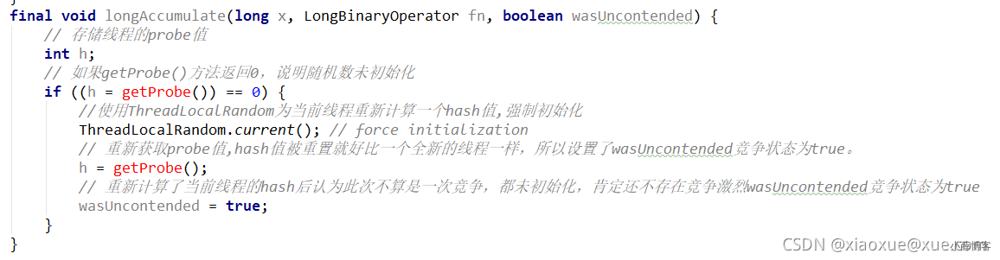 final void longAccumulate(long x, LongBinaryOperator fn, boolean wasUncontended) {
// 存储线程的probe值
int h;
// 如果getProbe()方法返回0，说明随机数未初始化
if ((h = getProbe()) == 0) {
//使用ThreadLocalRandom为当前线程重新计算一个hash值,强制初始化
ThreadLocalRandom.current(); // force initialization
// 重新获取probe值,hash值被重置就好比一个全新的线程一样，所以设置了wasUncontended竞争状态为true。
h = getProbe();
// 重新计算了当前线程的hash后认为此次不算是一次竞争，都未初始化，肯定还不存在竞争激烈wasUncontended竞争状态为true
wasUncontended = true;
}
}
CSDN @xiaoxue@xue